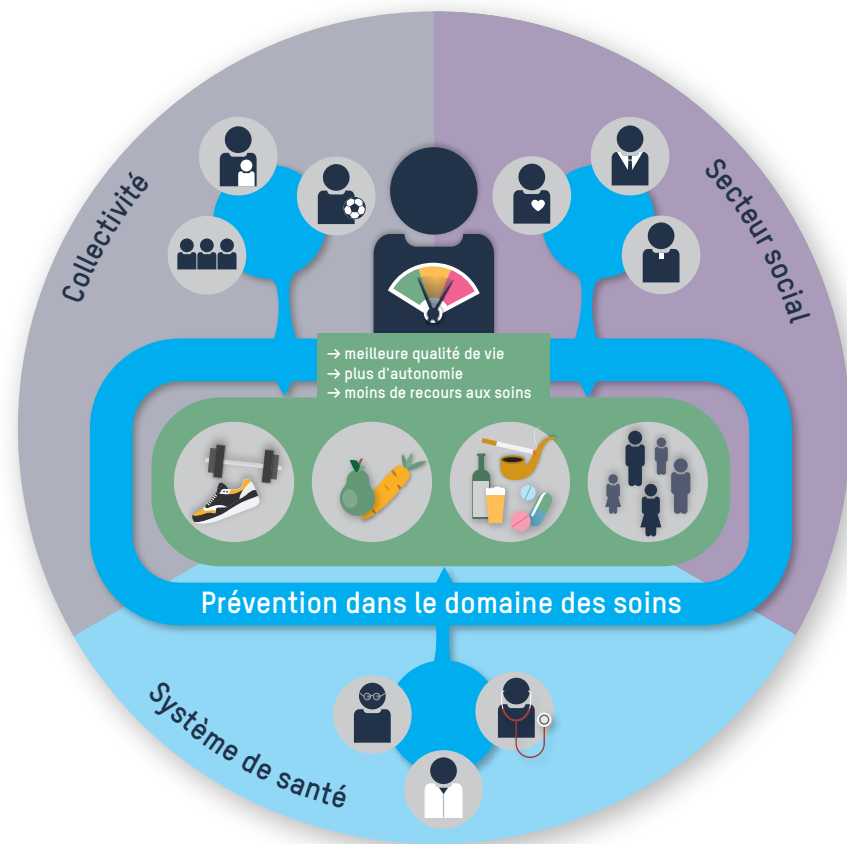 Collectivité
Secteur social
→ meilleure qualité de vie
→ plus d'autonomie
→ moins de recours aux soins
Prévention dans le domaine des soins
Système de santé